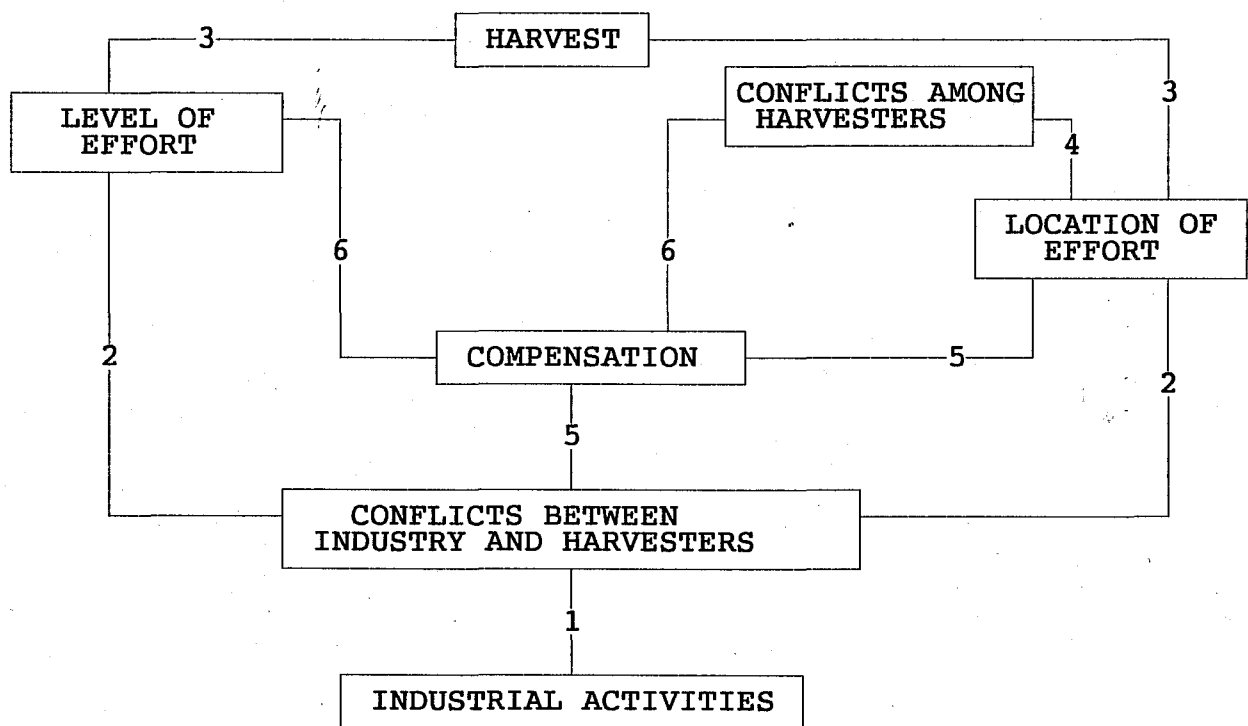 3
HARVEST
LEVEL OF
EFFORT
CONFLICTS AMONG
HARVESTERS
3
4
LOCATION OF
EFFORT
6
6
2
COMPENSATION
5
2
5
CONFLICTS BETWEEN
INDUSTRY AND HARVESTERS
1
INDUSTRIAL ACTIVITIES